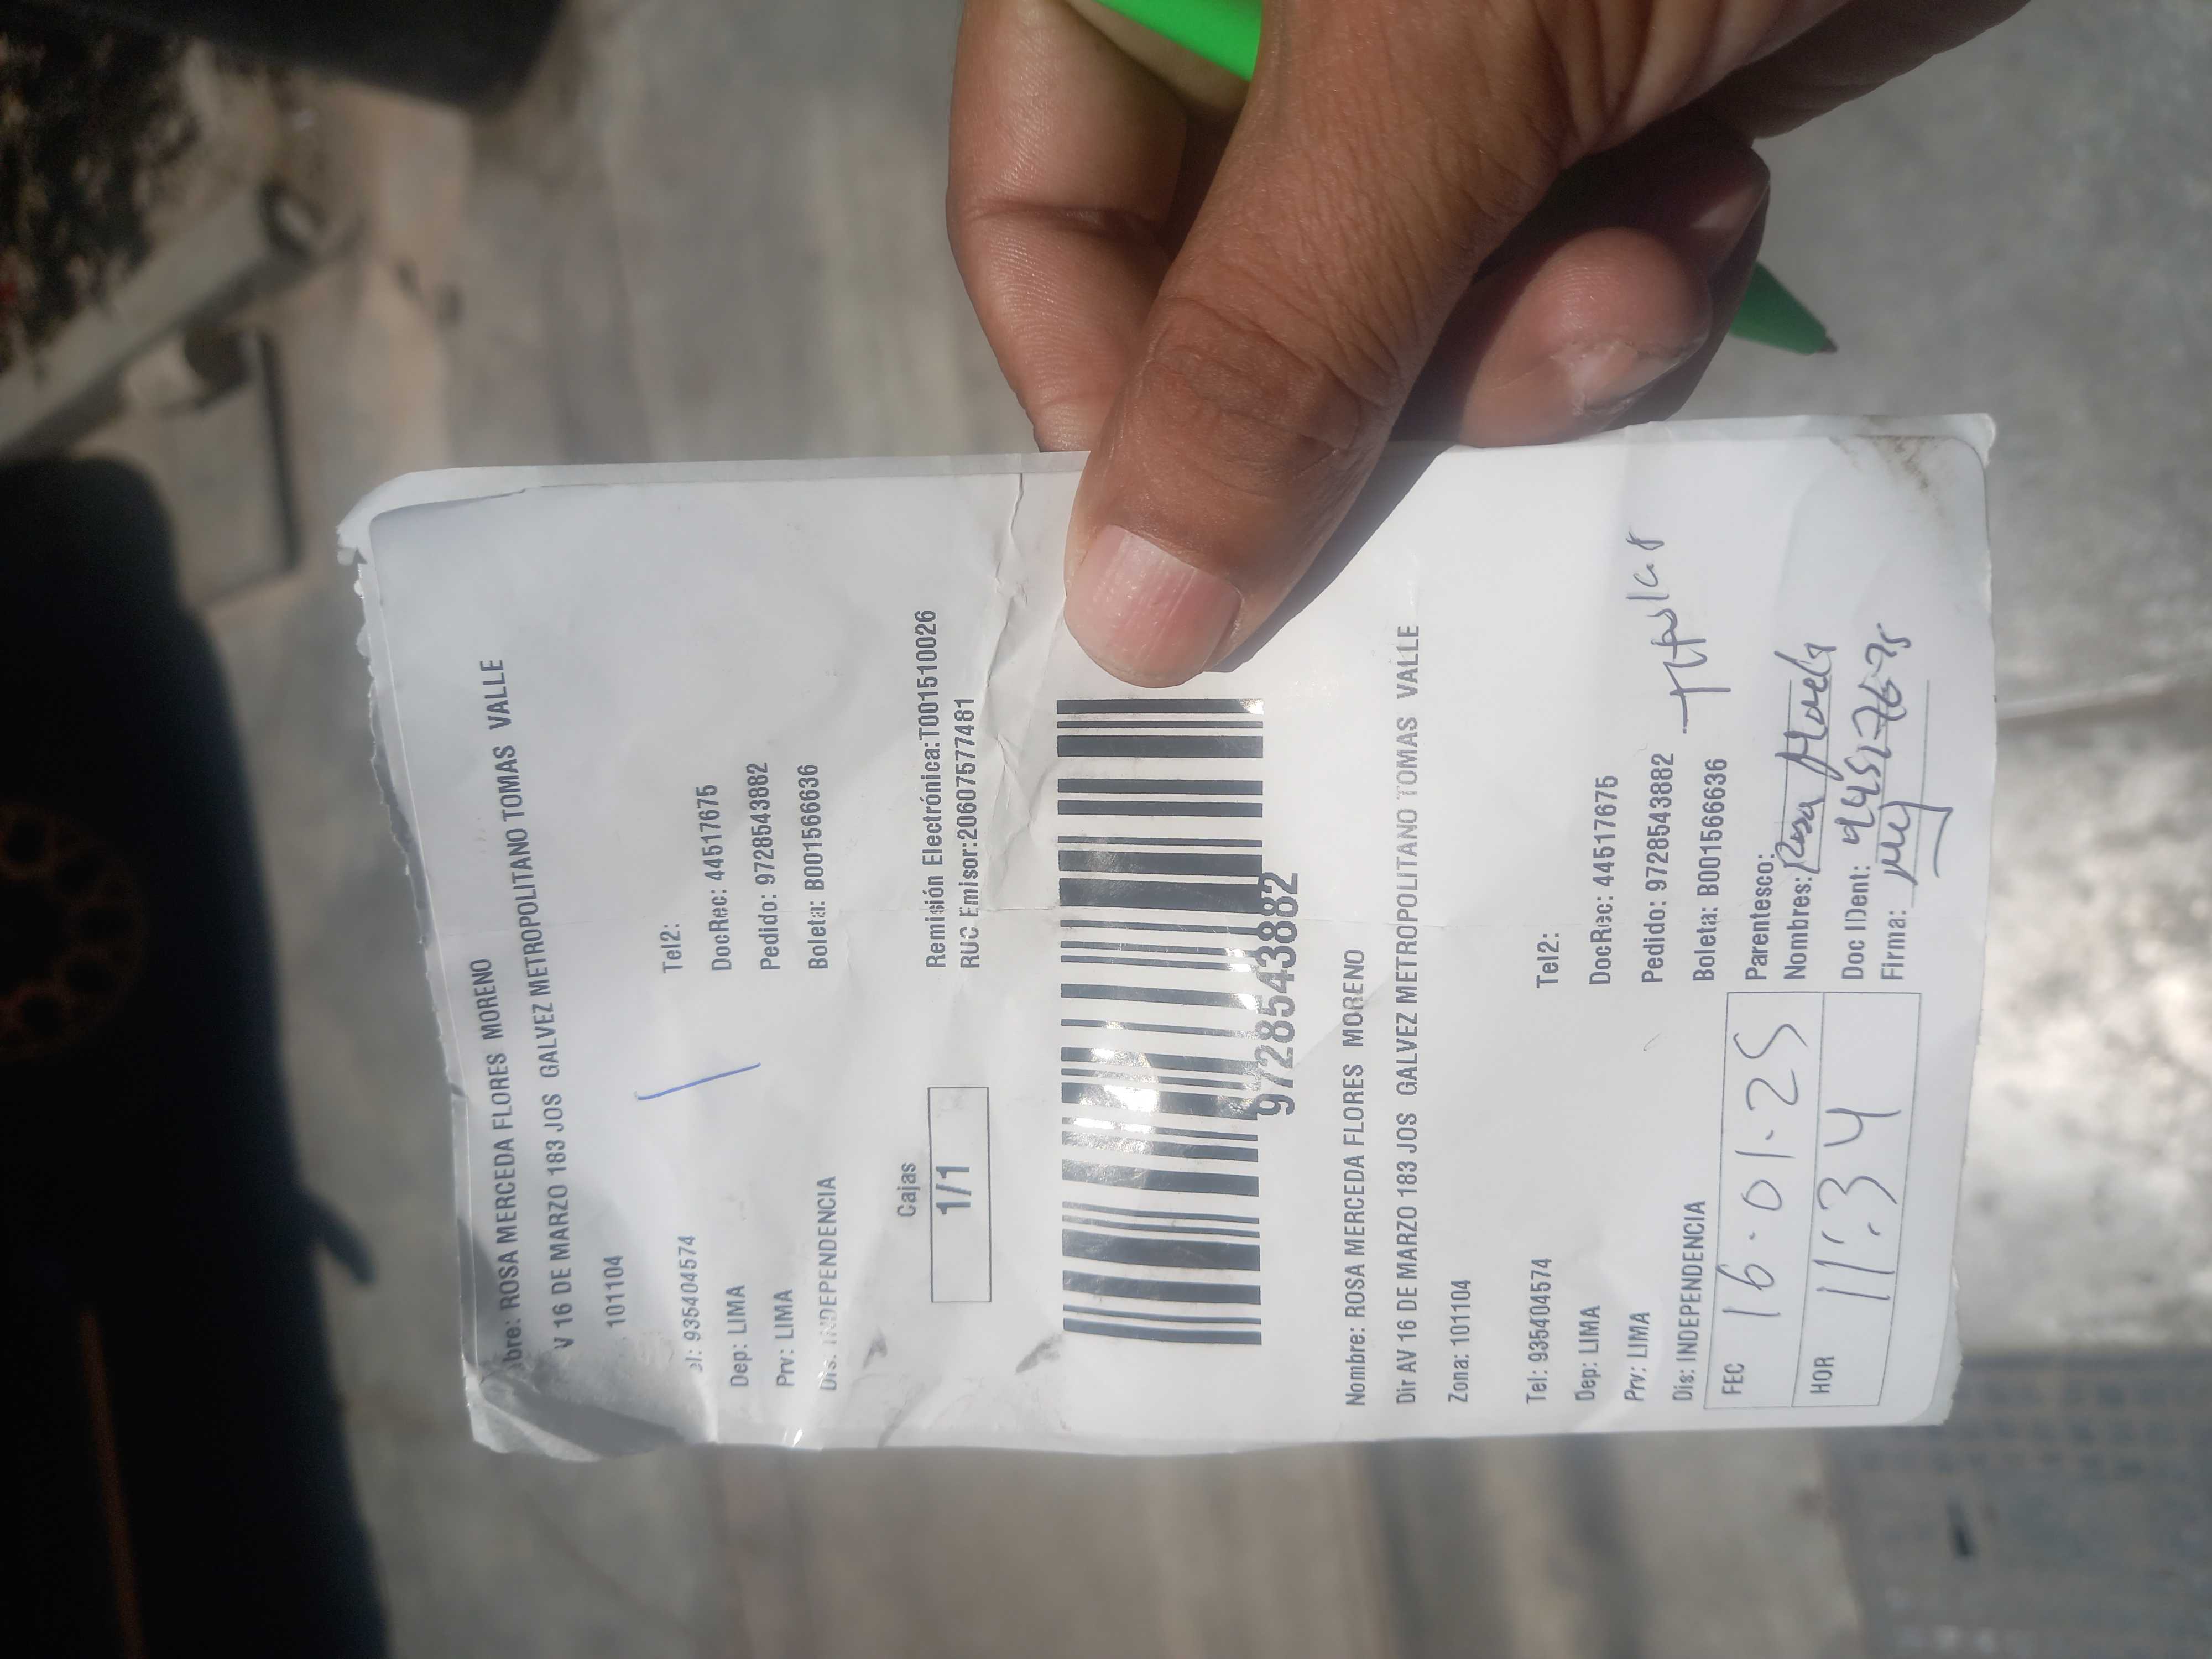 bre: ROSA MERCEDA FLORES MORENO
V 16 DE MARZO 183 JOS GALVEZ METROPOLITANO TOMAS VALLE
101104
el: 935404574 Tel2:
Dep: LIMA DocRec: 44517675
Prv: LIMA Pedido: 9728543882
Dis: INDEPENDENCIA Boleta: B001566636
Cajas
1/1
Remisión Electrónica:T001510026
RUC Emisor:20607577481
9728543882
Nombre: ROSA MERCEDA FLORES MORENO
Dir AV 16 DE MARZO 183 JOS GALVEZ METROPOLITANO TOMAS VALLE
Zona: 101104
Tel: 935404574 Tel2:
Dep: LIMA DocRec: 44517675
Prv: LIMA Pedido: 9728543882
Dis: INDEPENDENCIA Boleta: B001566636
FEC 16.01.25 Parentesco:
Nombres: Rosa
HOR 11:34 Doc IDent: 44517675
Firma: